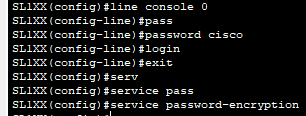 SL1XX(config)#line console 0
SL1XX(config-line)#pass
SL1XX(config-line)#password cisco
SL1XX(config-line)#login
SL1XX(config-line)#exit
SL1XX(config)#serv
SL1XX(config)#service pass
SL1XX(config)#service password-encryption